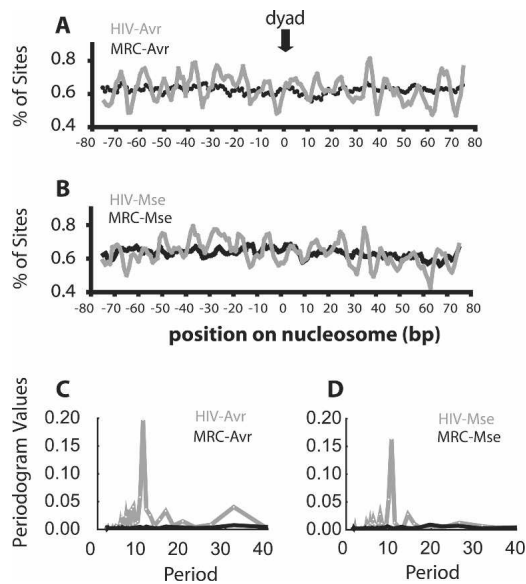 dyad
A
HIV-Avr
MRC-Avr
% of Sites
0.8
0.6
0.4
-80 -70 -60 -50 -40 -30 -20 -10 0 10 20 30 40 50 60 70 80
B
HIV-Mse
MRC-Mse
% of Sites
0.8
0.6
0.4
-80 -70 -60 -50 -40 -30 -20 -10 0 10 20 30 40 50 60 70 80
position on nucleosome (bp)
C
HIV-Avr
MRC-Avr
Periodogram Values
0.20
0.15
0.10
0.05
0.00
0 10 20 30 40
Period
D
HIV-Mse
MRC-Mse
0.20
0.15
0.10
0.05
0.00
0 10 20 30 40
Period